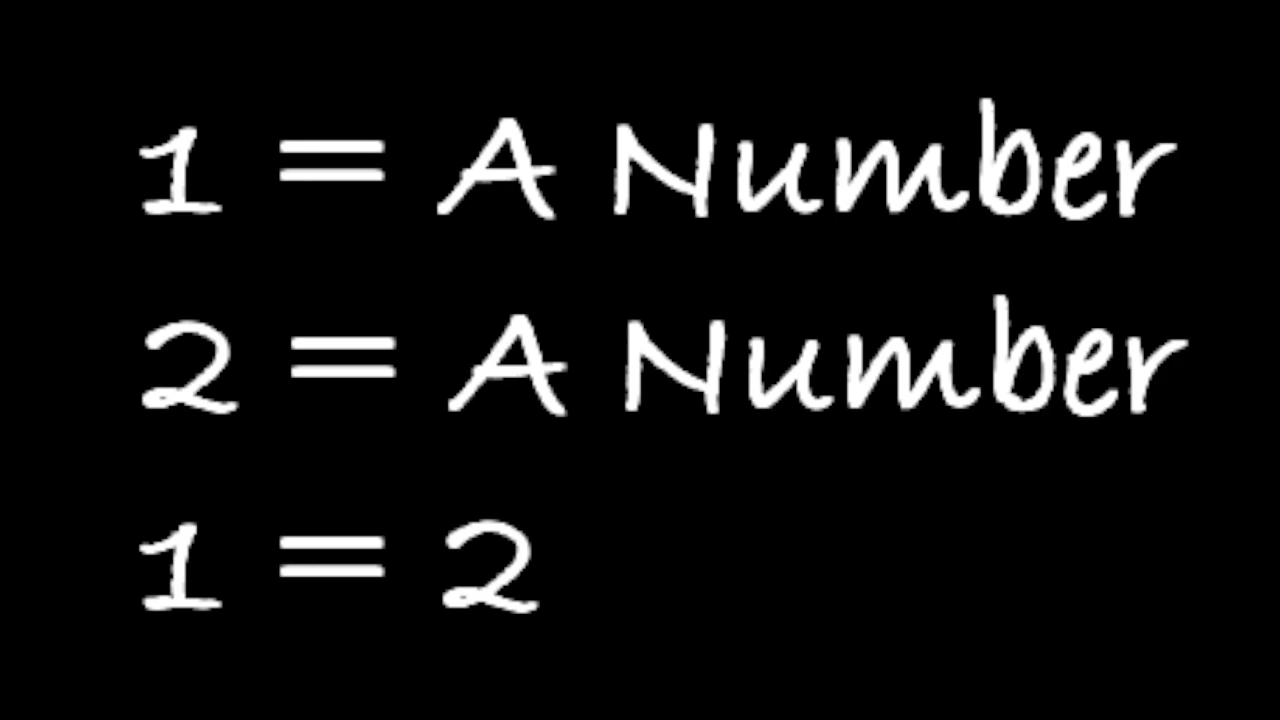 1 = A Number
2 = A Number
1 = 2